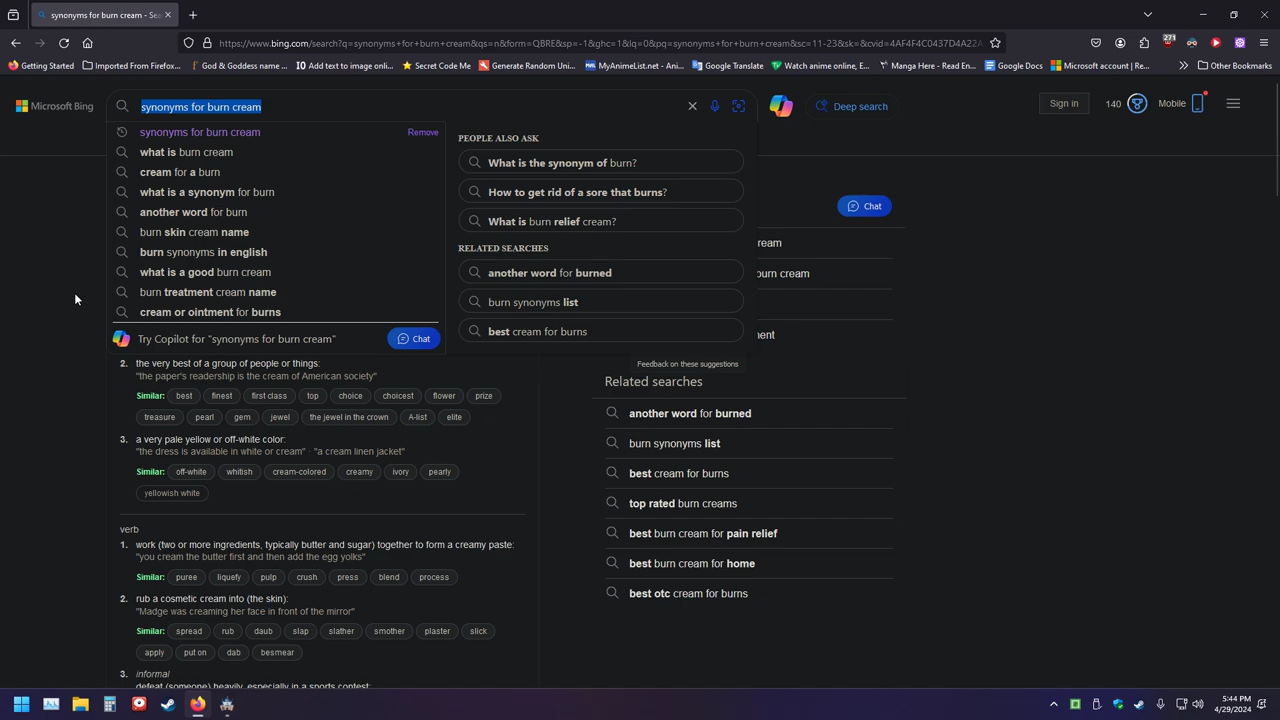 synonyms for burn cream - Sea
https://www.bing.com/search?q=synonyms+for+burn+cream&qs=n&form=QBRE&sp=-1&ghc=1&lq=0&pq=synonyms+for+burn+cream&sc=11-23&sk=&cvid=4AF4F4C0437D4A22A
271
Getting Started
Imported From Firefox...
God & Goddess name ...
Add text to image onli...
Secret Code Me
Generate Random Uni...
MyAnimeList.net - Ani...
Google Translate
Watch anime online, E...
Manga Here - Read En...
Google Docs
Microsoft account | Re...
Other Bookmarks
Microsoft Bing
synonyms for burn cream
Deep search
Sign in
140
Mobile
synonyms for burn cream
Remove
what is burn cream
cream for a burn
what is a synonym for burn
another word for burn
burn skin cream name
burn synonyms in english
what is a good burn cream
burn treatment cream name
cream or ointment for burns
Try Copilot for "synonyms for burn cream"
Chat
PEOPLE ALSO ASK
What is the synonym of burn?
How to get rid of a sore that burns?
What is burn relief cream?
RELATED SEARCHES
another word for burned
burn synonyms list
best cream for burns
Feedback on these suggestions
Chat
ream
burn cream
ment
2. the very best of a group of people or things:
"the paper's readership is the cream of American society"
Similar: best finest first class top choice choicest flower prize
treasure pearl gem jewel the jewel in the crown A-list elite
3. a very pale yellow or off-white color:
"the dress is available in white or cream" · "a cream linen jacket"
Similar: off-white whitish cream-colored creamy ivory pearly
yellowish white
verb
1. work (two or more ingredients, typically butter and sugar) together to form a creamy paste:
"you cream the butter first and then add the egg yolks"
Similar: puree liquefy pulp crush press blend process
2. rub a cosmetic cream into (the skin):
"Madge was creaming her face in front of the mirror"
Similar: spread rub daub slap slather smother plaster slick
apply put on dab besmear
3. informal
defeat (someone) heavily, especially in a sports contest:
Related searches
another word for burned
burn synonyms list
best cream for burns
top rated burn creams
best burn cream for pain relief
best burn cream for home
best otc cream for burns
5:44 PM
4/29/2024